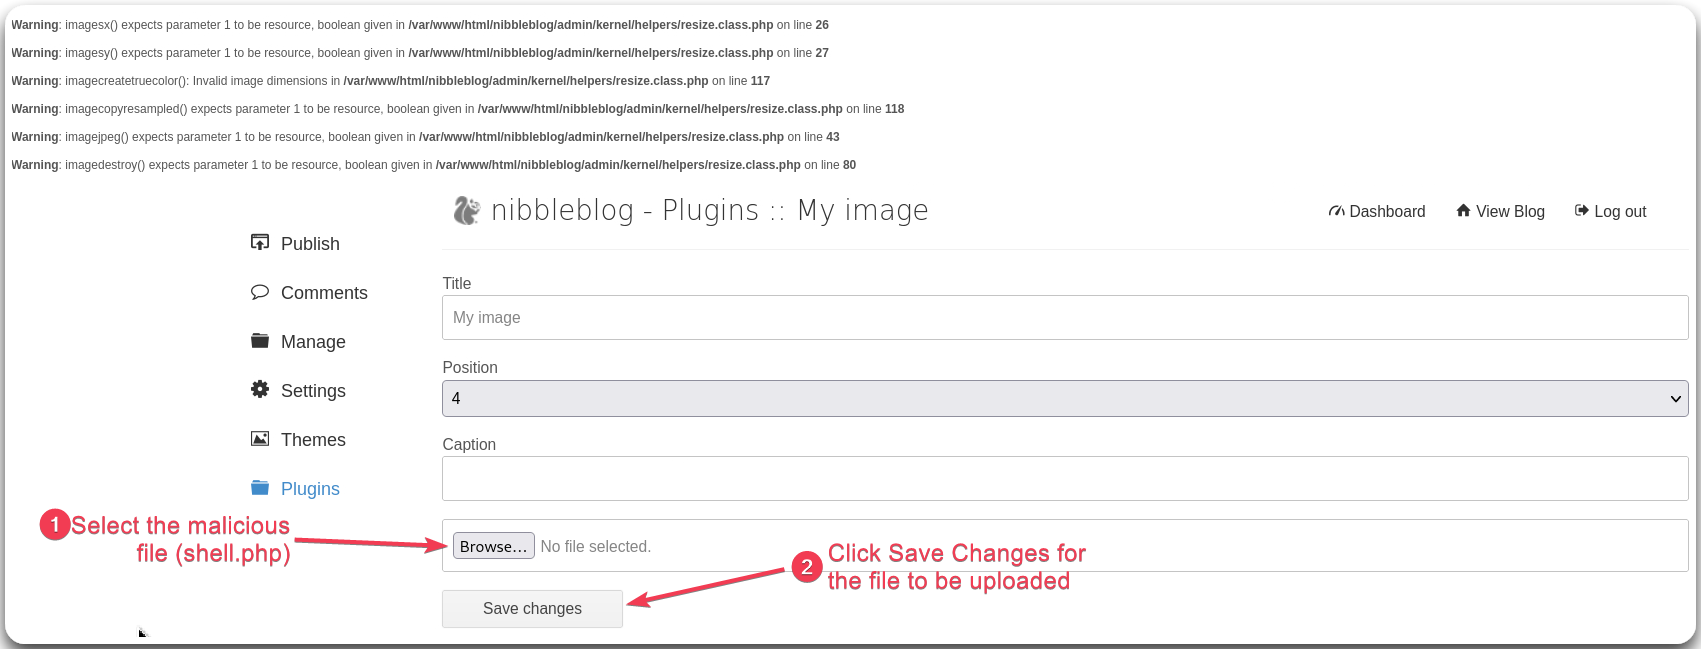 Warning: imagesx() expects parameter 1 to be resource, boolean given in /var/www/html/nibbleblog/admin/kernel/helpers/resize.class.php on line 26
Warning: imagesy() expects parameter 1 to be resource, boolean given in /var/www/html/nibbleblog/admin/kernel/helpers/resize.class.php on line 27
Warning: imagecreatetruecolor(): Invalid image dimensions in /var/www/html/nibbleblog/admin/kernel/helpers/resize.class.php on line 117
Warning: imagecopyresampled() expects parameter 1 to be resource, boolean given in /var/www/html/nibbleblog/admin/kernel/helpers/resize.class.php on line 118
Warning: imagejpeg() expects parameter 1 to be resource, boolean given in /var/www/html/nibbleblog/admin/kernel/helpers/resize.class.php on line 43
Warning: imagedestroy() expects parameter 1 to be resource, boolean given in /var/www/html/nibbleblog/admin/kernel/helpers/resize.class.php on line 80
nibbleblog - Plugins :: My image
Dashboard View Blog Log out
Publish
Comments
Manage
Settings
Themes
Plugins
Title
My image
Position
4
Caption
1 Select the malicious
file (shell.php)
Browse... No file selected.
2 Click Save Changes for
the file to be uploaded
Save changes